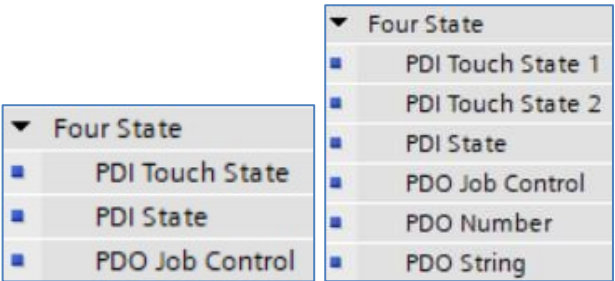 Four State
PDI Touch State
PDI State
PDO Job Control
Four State
PDI Touch State 1
PDI Touch State 2
PDI State
PDO Job Control
PDO Number
PDO String